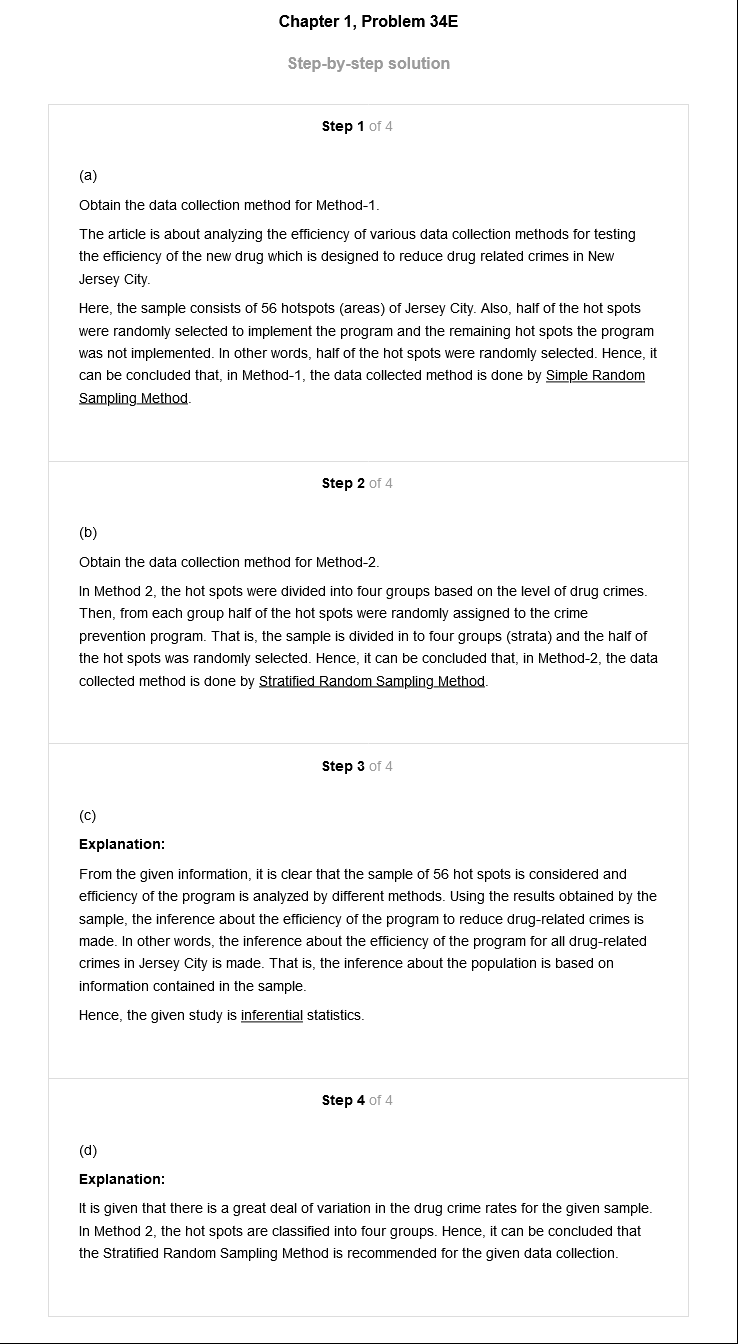 Chapter 1, Problem 34E
Step-by-step solution
Step 1 of 4
(a)
Obtain the data collection method for Method-1.
The article is about analyzing the efficiency of various data collection methods for testing
the efficiency of the new drug which is designed to reduce drug related crimes in New
Jersey City.
Here, the sample consists of 56 hotspots (areas) of Jersey City. Also, half of the hot spots
were randomly selected to implement the program and the remaining hot spots the program
was not implemented. In other words, half of the hot spots were randomly selected. Hence, it
can be concluded that, in Method-1, the data collected method is done by Simple Random
Sampling Method.
Step 2 of 4
(b)
Obtain the data collection method for Method-2.
In Method 2, the hot spots were divided into four groups based on the level of drug crimes.
Then, from each group half of the hot spots were randomly assigned to the crime
prevention program. That is, the sample is divided in to four groups (strata) and the half of
the hot spots was randomly selected. Hence, it can be concluded that, in Method-2, the data
collected method is done by Stratified Random Sampling Method.
Step 3 of 4
(c)
Explanation:
From the given information, it is clear that the sample of 56 hot spots is considered and
efficiency of the program is analyzed by different methods. Using the results obtained by the
sample, the inference about the efficiency of the program to reduce drug-related crimes is
made. In other words, the inference about the efficiency of the program for all drug-related
crimes in Jersey City is made. That is, the inference about the population is based on
information contained in the sample.
Hence, the given study is inferential statistics.
Step 4 of 4
(d)
Explanation:
It is given that there is a great deal of variation in the drug crime rates for the given sample.
In Method 2, the hot spots are classified into four groups. Hence, it can be concluded that
the Stratified Random Sampling Method is recommended for the given data collection.